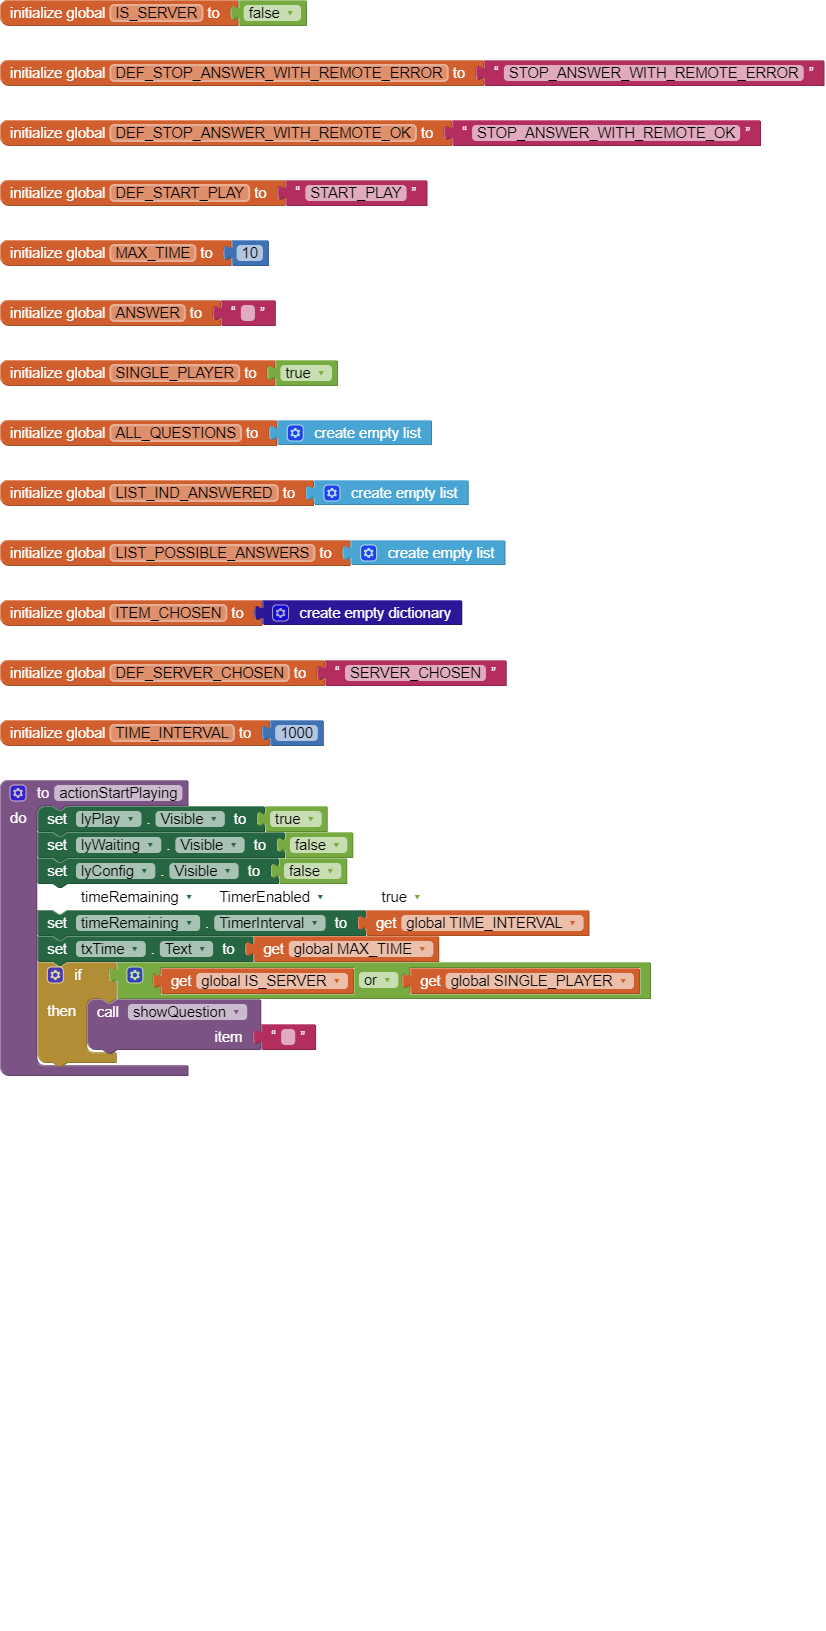 initialize global IS_SERVER to false
initialize global DEF_STOP_ANSWER_WITH_REMOTE_ERROR to “ STOP_ANSWER_WITH_REMOTE_ERROR ”
initialize global DEF_STOP_ANSWER_WITH_REMOTE_OK to “ STOP_ANSWER_WITH_REMOTE_OK ”
initialize global DEF_START_PLAY to “ START_PLAY ”
initialize global MAX_TIME to 10
initialize global ANSWER to “ ”
initialize global SINGLE_PLAYER to true
initialize global ALL_QUESTIONS to create empty list
initialize global LIST_IND_ANSWERED to create empty list
initialize global LIST_POSSIBLE_ANSWERS to create empty list
initialize global ITEM_CHOSEN to create empty dictionary
initialize global DEF_SERVER_CHOSEN to “ SERVER_CHOSEN ”
initialize global TIME_INTERVAL to 1000
to actionStartPlaying
do set lyPlay . Visible to true
set lyWaiting . Visible to false
set lyConfig . Visible to false
timeRemaining TimerEnabled true
set timeRemaining . TimerInterval to get global TIME_INTERVAL
set txTime . Text to get global MAX_TIME
if get global IS_SERVER or get global SINGLE_PLAYER
then call showQuestion
item “ ”